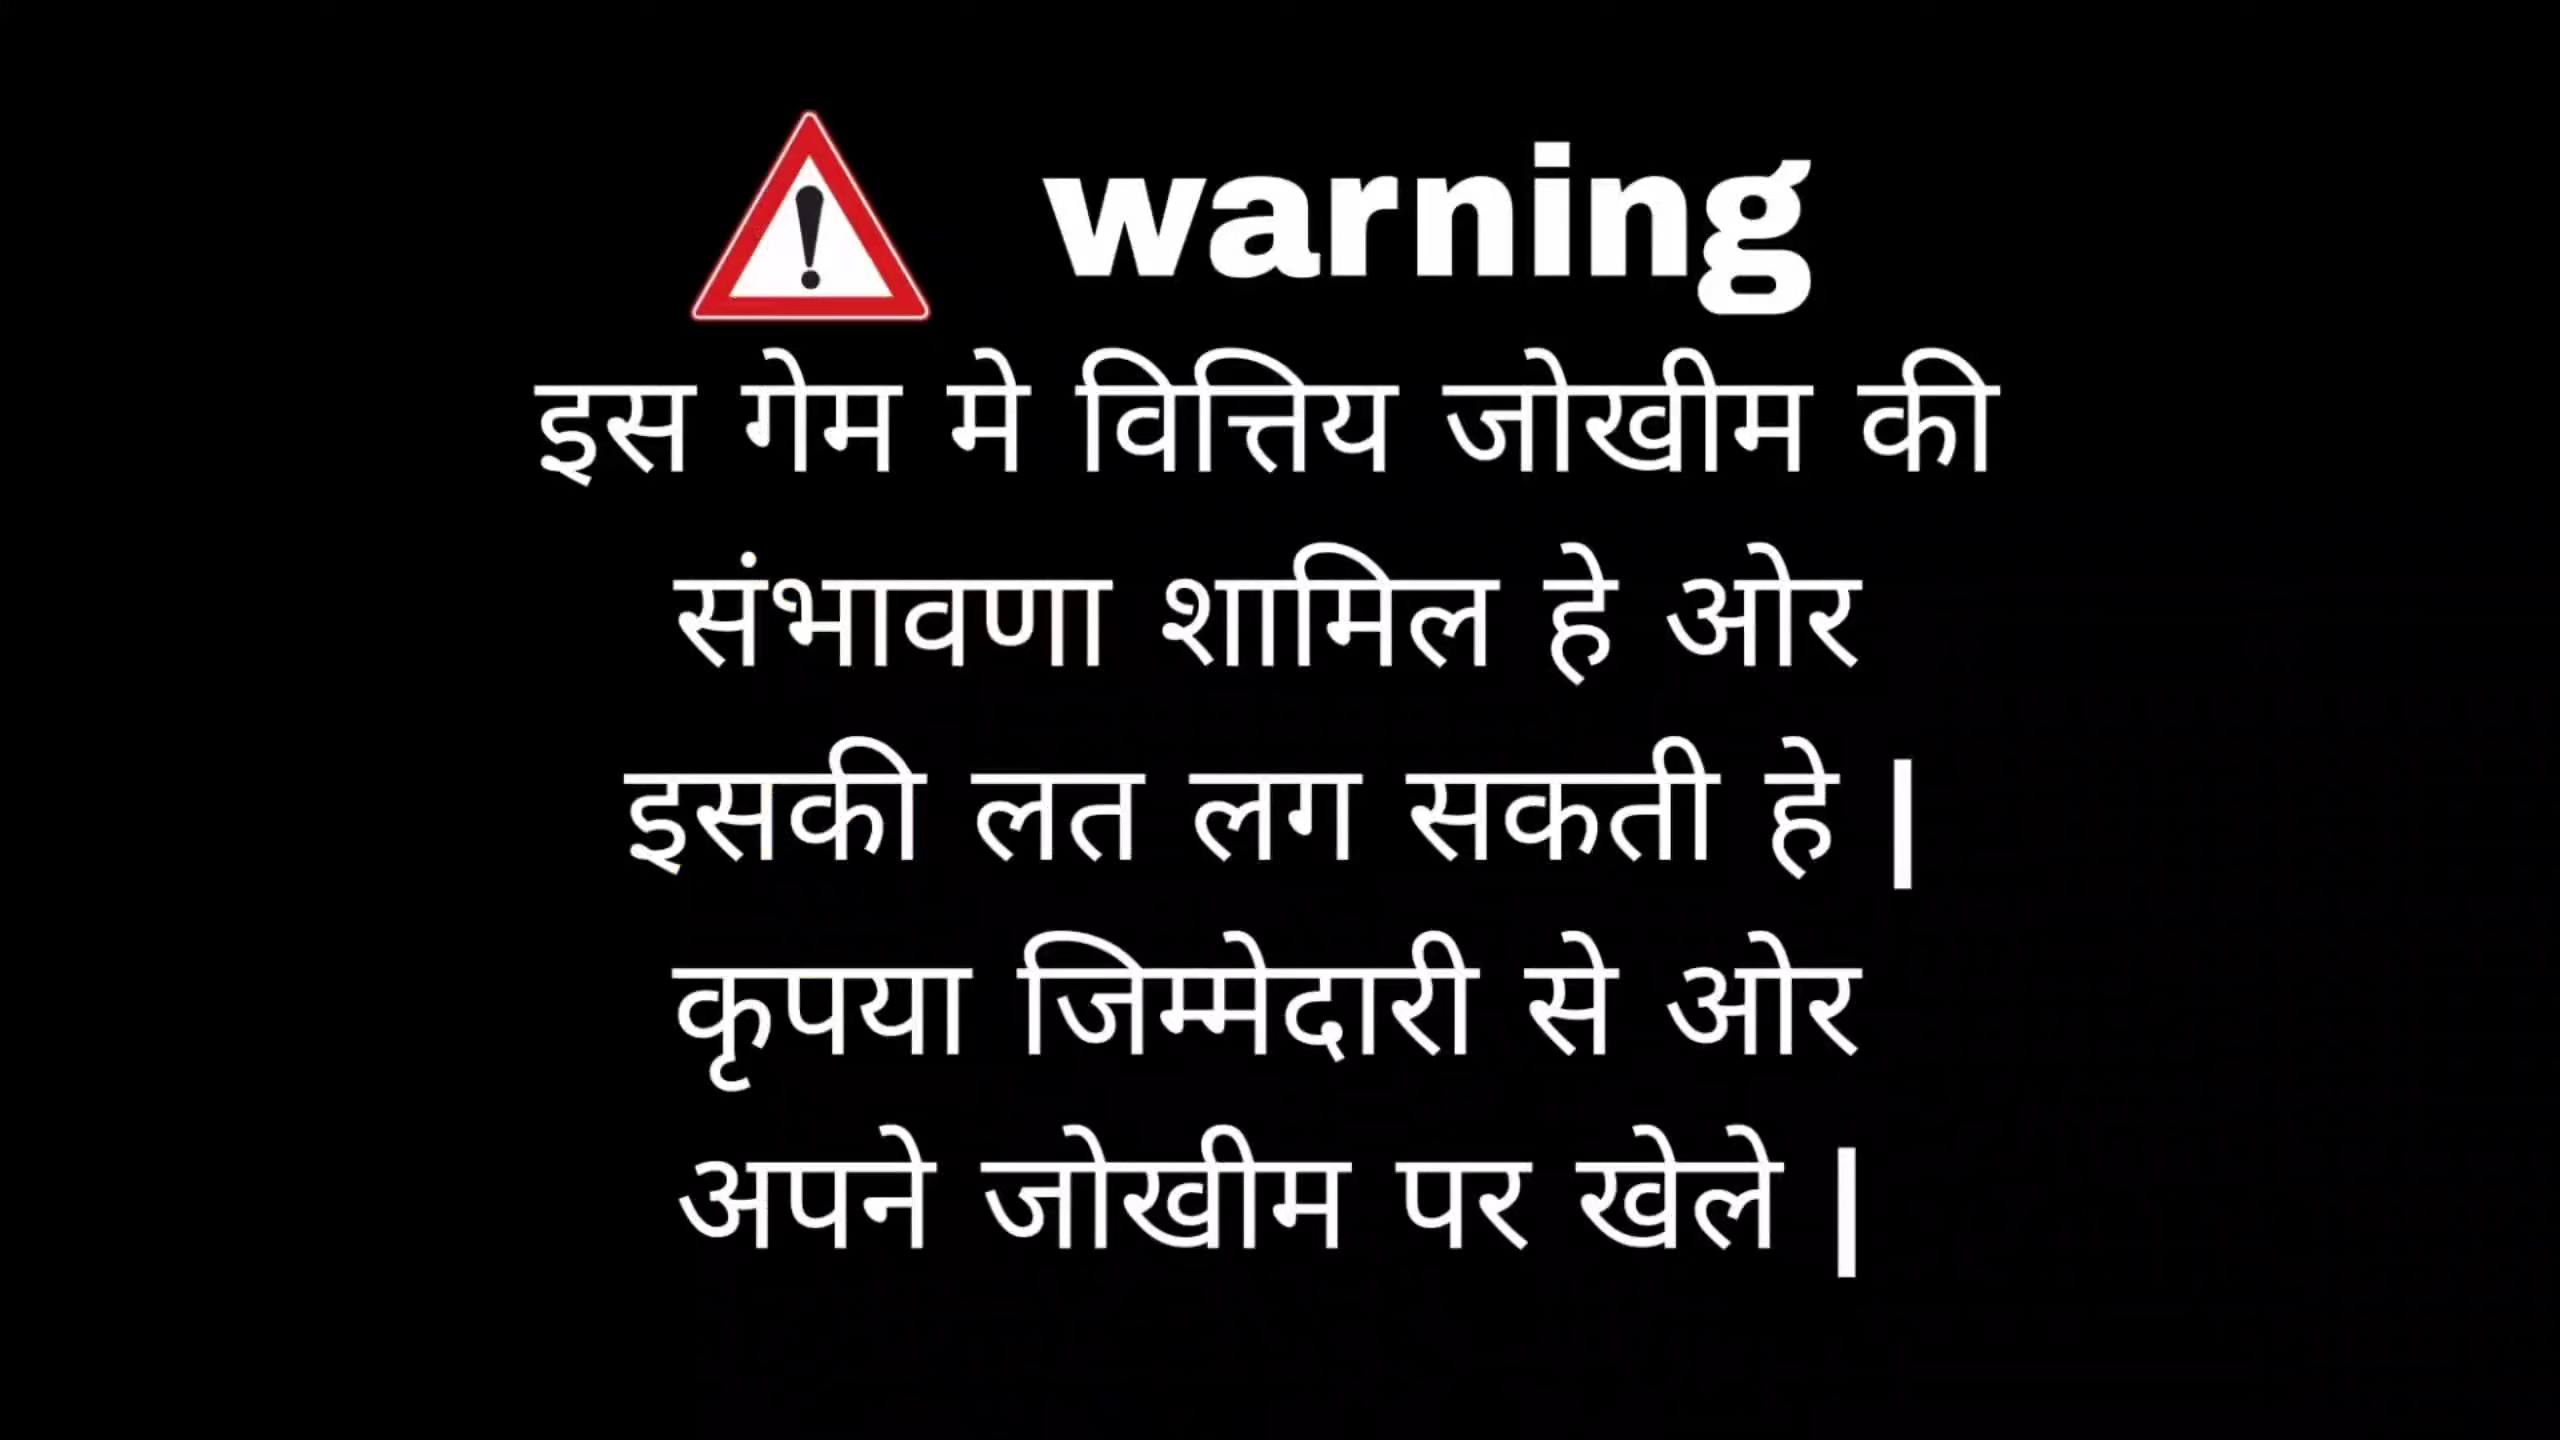 warning
इस गेम मे वित्तिय जोखीम की
संभावणा शामिल हे ओर
इसकी लत लग सकती हे |
कृपया जिम्मेदारी से ओर
अपने जोखीम पर खेले |